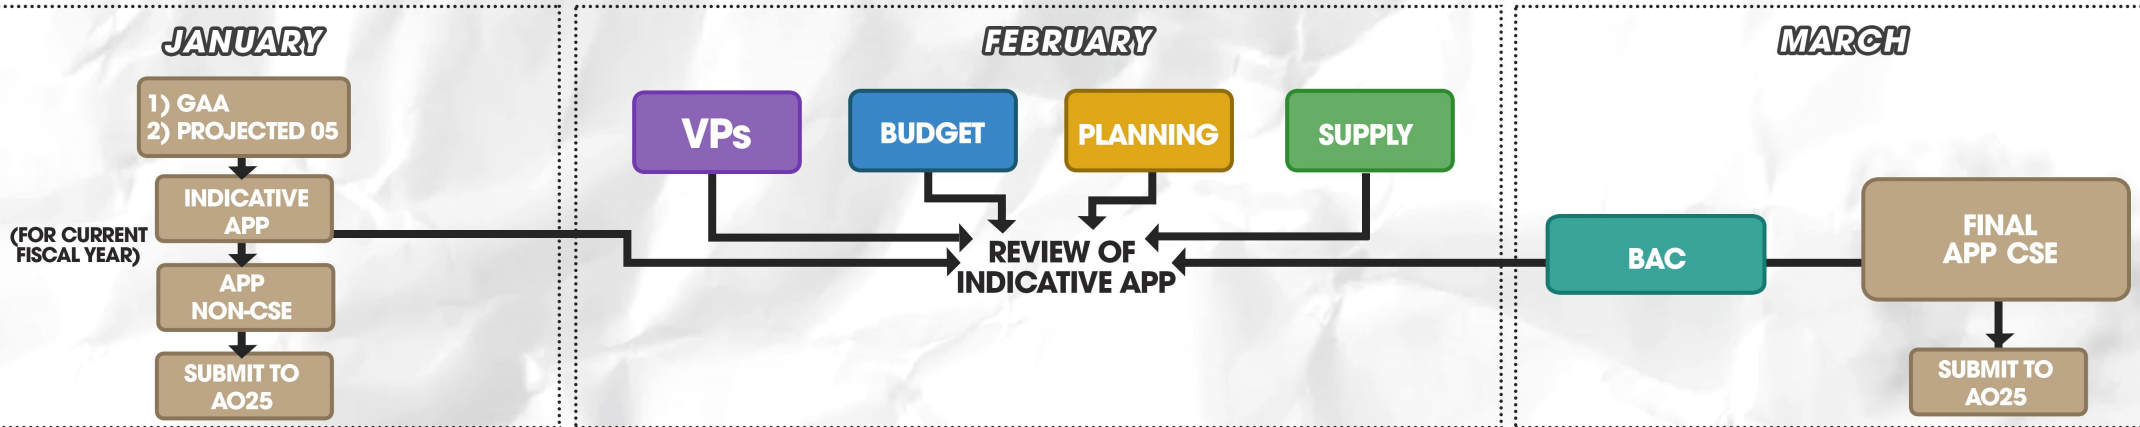 JANUARY
1) GAA
2) PROJECTED 05
INDICATIVE
APP
(FOR CURRENT
FISCAL YEAR)
APP
NON-CSE
SUBMIT TO
AO25
FEBRUARY
VPs
BUDGET
PLANNING
SUPPLY
REVIEW OF
INDICATIVE APP
MARCH
BAC
FINAL
APP CSE
SUBMIT TO
AO25